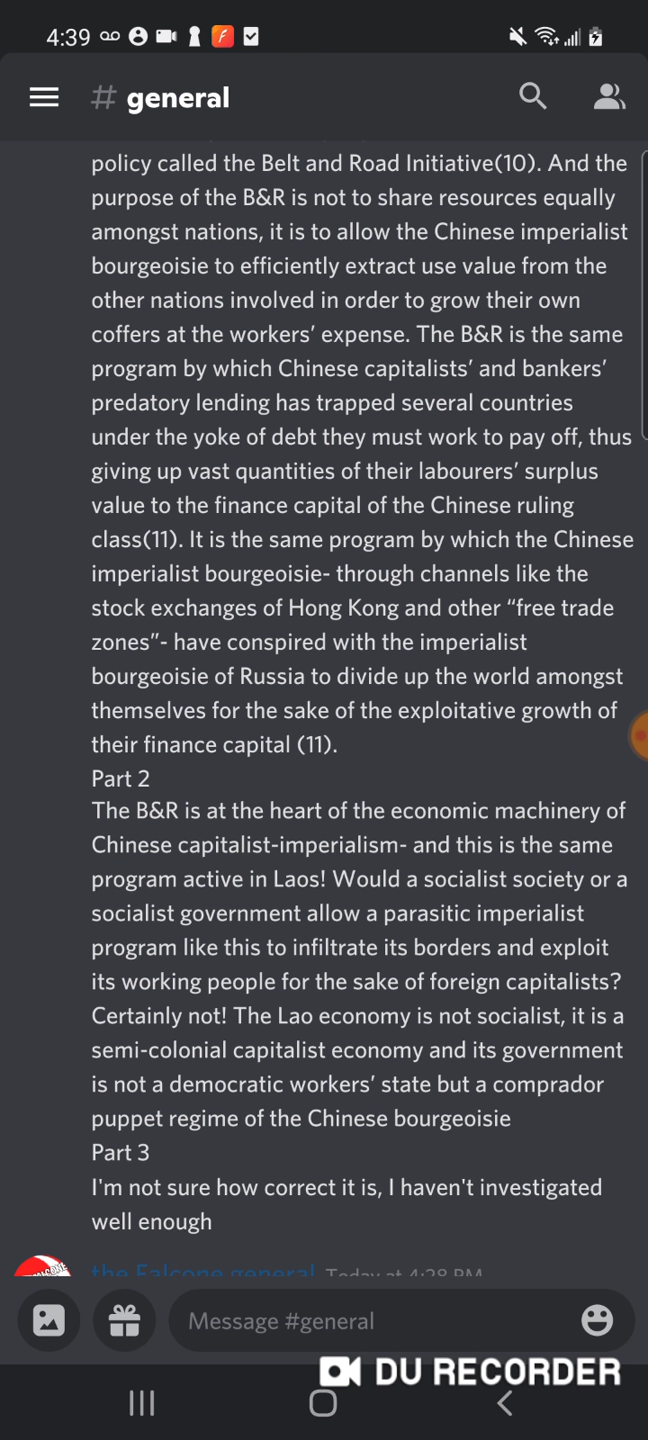 4:39
# general
policy called the Belt and Road Initiative(10). And the
purpose of the B&R is not to share resources equally
amongst nations, it is to allow the Chinese imperialist
bourgeoisie to efficiently extract use value from the
other nations involved in order to grow their own
coffers at the workers’ expense. The B&R is the same
program by which Chinese capitalists’ and bankers’
predatory lending has trapped several countries
under the yoke of debt they must work to pay off, thus
giving up vast quantities of their labourers’ surplus
value to the finance capital of the Chinese ruling
class(11). It is the same program by which the Chinese
imperialist bourgeoisie- through channels like the
stock exchanges of Hong Kong and other “free trade
zones”- have conspired with the imperialist
bourgeoisie of Russia to divide up the world amongst
themselves for the sake of the exploitative growth of
their finance capital (11).
Part 2
The B&R is at the heart of the economic machinery of
Chinese capitalist-imperialism- and this is the same
program active in Laos! Would a socialist society or a
socialist government allow a parasitic imperialist
program like this to infiltrate its borders and exploit
its working people for the sake of foreign capitalists?
Certainly not! The Lao economy is not socialist, it is a
semi-colonial capitalist economy and its government
is not a democratic workers’ state but a comprador
puppet regime of the Chinese bourgeoisie
Part 3
I'm not sure how correct it is, I haven't investigated
well enough
the Falcone general Today at 4:28 PM
Message #general
DU RECORDER